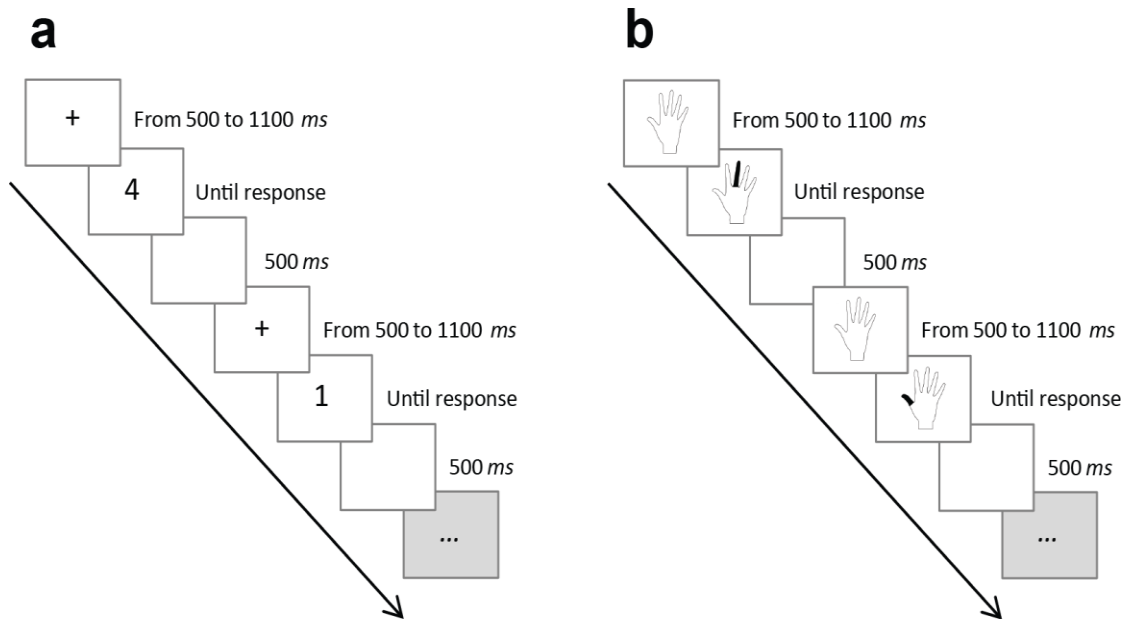 a
+
From 500 to 1100 ms
4
Until response
500 ms
+
From 500 to 1100 ms
1
Until response
500 ms
...
b
From 500 to 1100 ms
Until response
500 ms
From 500 to 1100 ms
Until response
500 ms
...